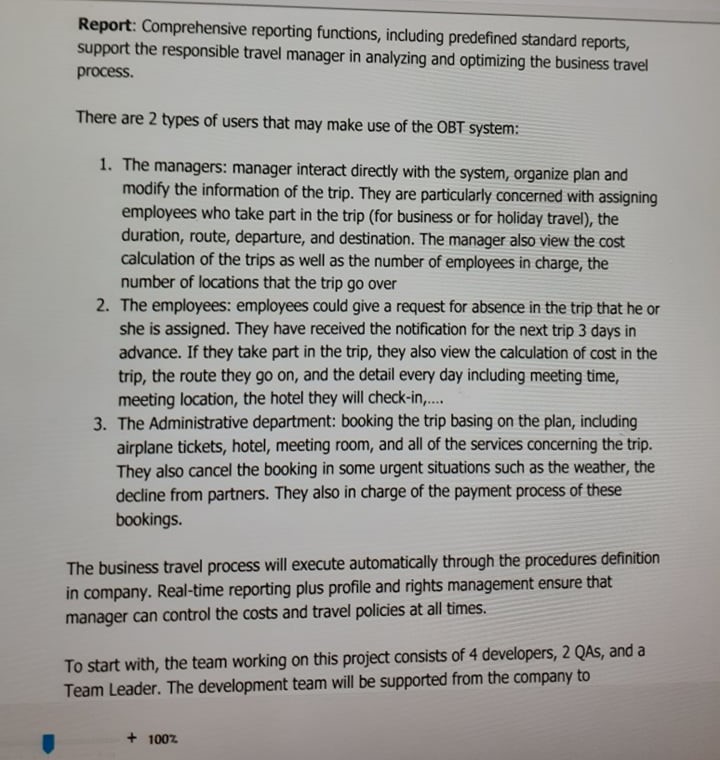 Report: Comprehensive reporting functions, including predefined standard reports,
support the responsible travel manager in analyzing and optimizing the business travel
process.
There are 2 types of users that may make use of the OBT system:
1. The managers: manager interact directly with the system, organize plan and
modify the information of the trip. They are particularly concerned with assigning
employees who take part in the trip (for business or for holiday travel), the
duration, route, departure, and destination. The manager also view the cost
calculation of the trips as well as the number of employees in charge, the
number of locations that the trip go over
2. The employees: employees could give a request for absence in the trip that he or
she is assigned. They have received the notification for the next trip 3 days in
advance. If they take part in the trip, they also view the calculation of cost in the
trip, the route they go on, and the detail every day including meeting time,
meeting location, the hotel they will check-in,....
3. The Administrative department: booking the trip basing on the plan, including
airplane tickets, hotel, meeting room, and all of the services concerning the trip.
They also cancel the booking in some urgent situations such as the weather, the
decline from partners. They also in charge of the payment process of these
bookings.
The business travel process will execute automatically through the procedures definition
in company. Real-time reporting plus profile and rights management ensure that
manager can control the costs and travel policies at all times.
To start with, the team working on this project consists of 4 developers, 2 QAs, and a
Team Leader. The development team will be supported from the company to
+ 100%